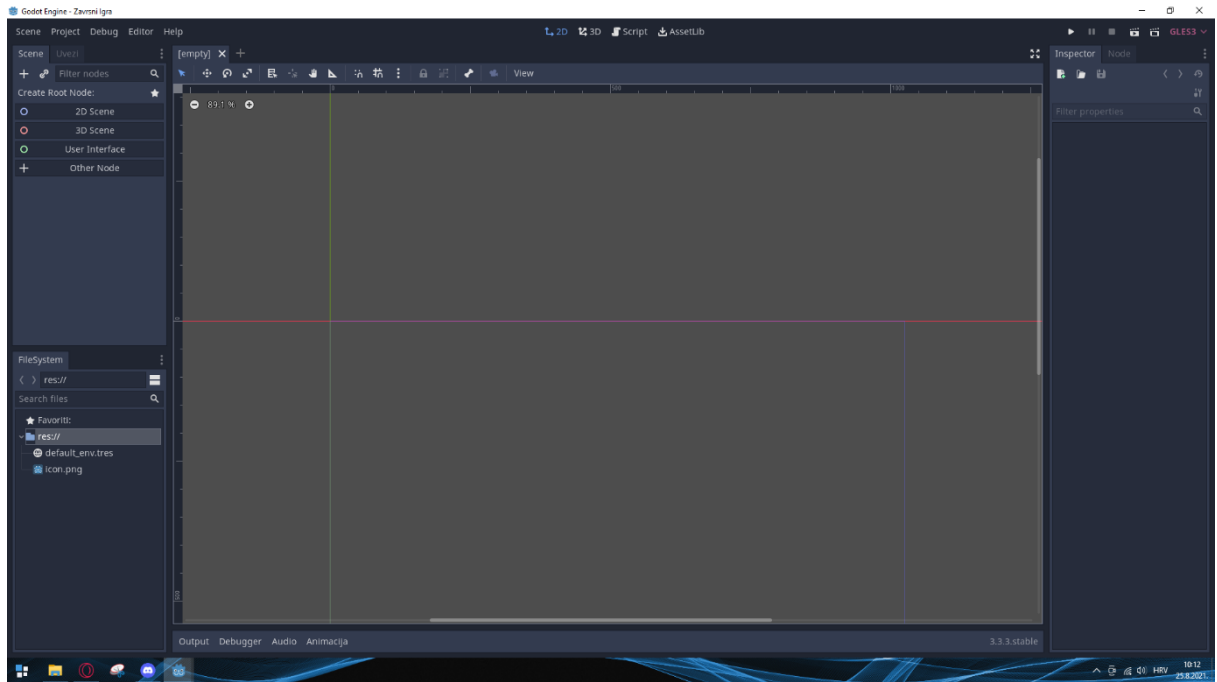 Godot Engine - Zavrsni Igra
Scene Project Debug Editor Help
2D 3D Script AssetLib
GLES3
Scene Uvezi
[empty]
Inspector Node
Filter nodes
View
Create Root Node:
89.1 %
500
1000
2D Scene
Filter properties
3D Scene
User Interface
Other Node
0
FileSystem
res://
Search files
Favoriti:
res://
default_env.tres
icon.png
500
Output Debugger Audio Animacija
3.3.3.stable
HRV
10:12
25.8.2021.